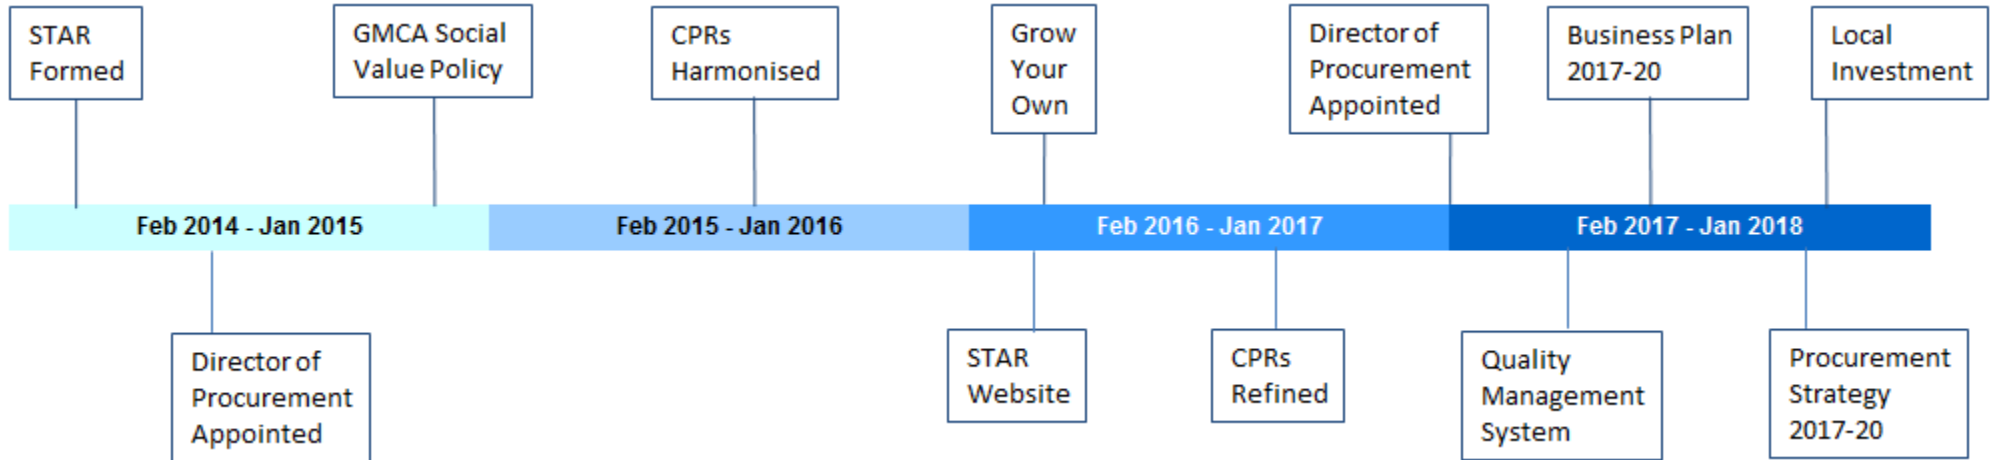 STAR
Formed
GMCA Social
Value Policy
CPRs
Harmonised
Grow
Your
Own
Director of
Procurement
Appointed
Business Plan
2017-20
Local
Investment
Feb 2014 - Jan 2015
Feb 2015 - Jan 2016
Feb 2016 - Jan 2017
Feb 2017 - Jan 2018
Director of
Procurement
Appointed
STAR
Website
CPRs
Refined
Quality
Management
System
Procurement
Strategy
2017-20